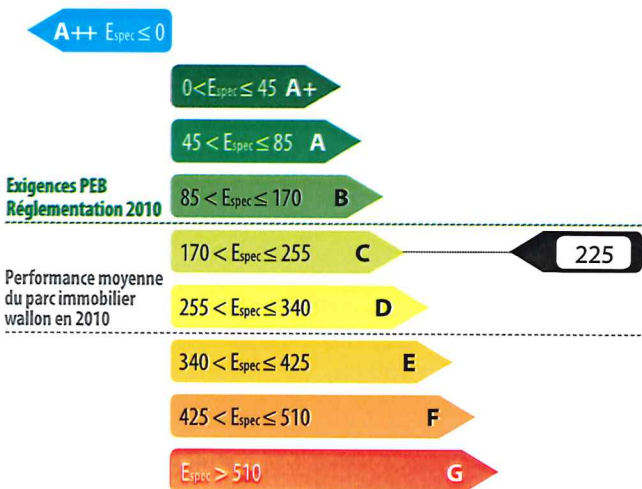 A++ Espec ≤ 0
0 < Espec ≤ 45 A+
45 < Espec ≤ 85 A
Exigences PEB
Réglementation 2010
85 < Espec ≤ 170 B
170 < Espec ≤ 255 C
225
Performance moyenne
du parc immobilier
wallon en 2010
255 < Espec ≤ 340 D
340 < Espec ≤ 425 E
425 < Espec ≤ 510 F
Espec > 510 G